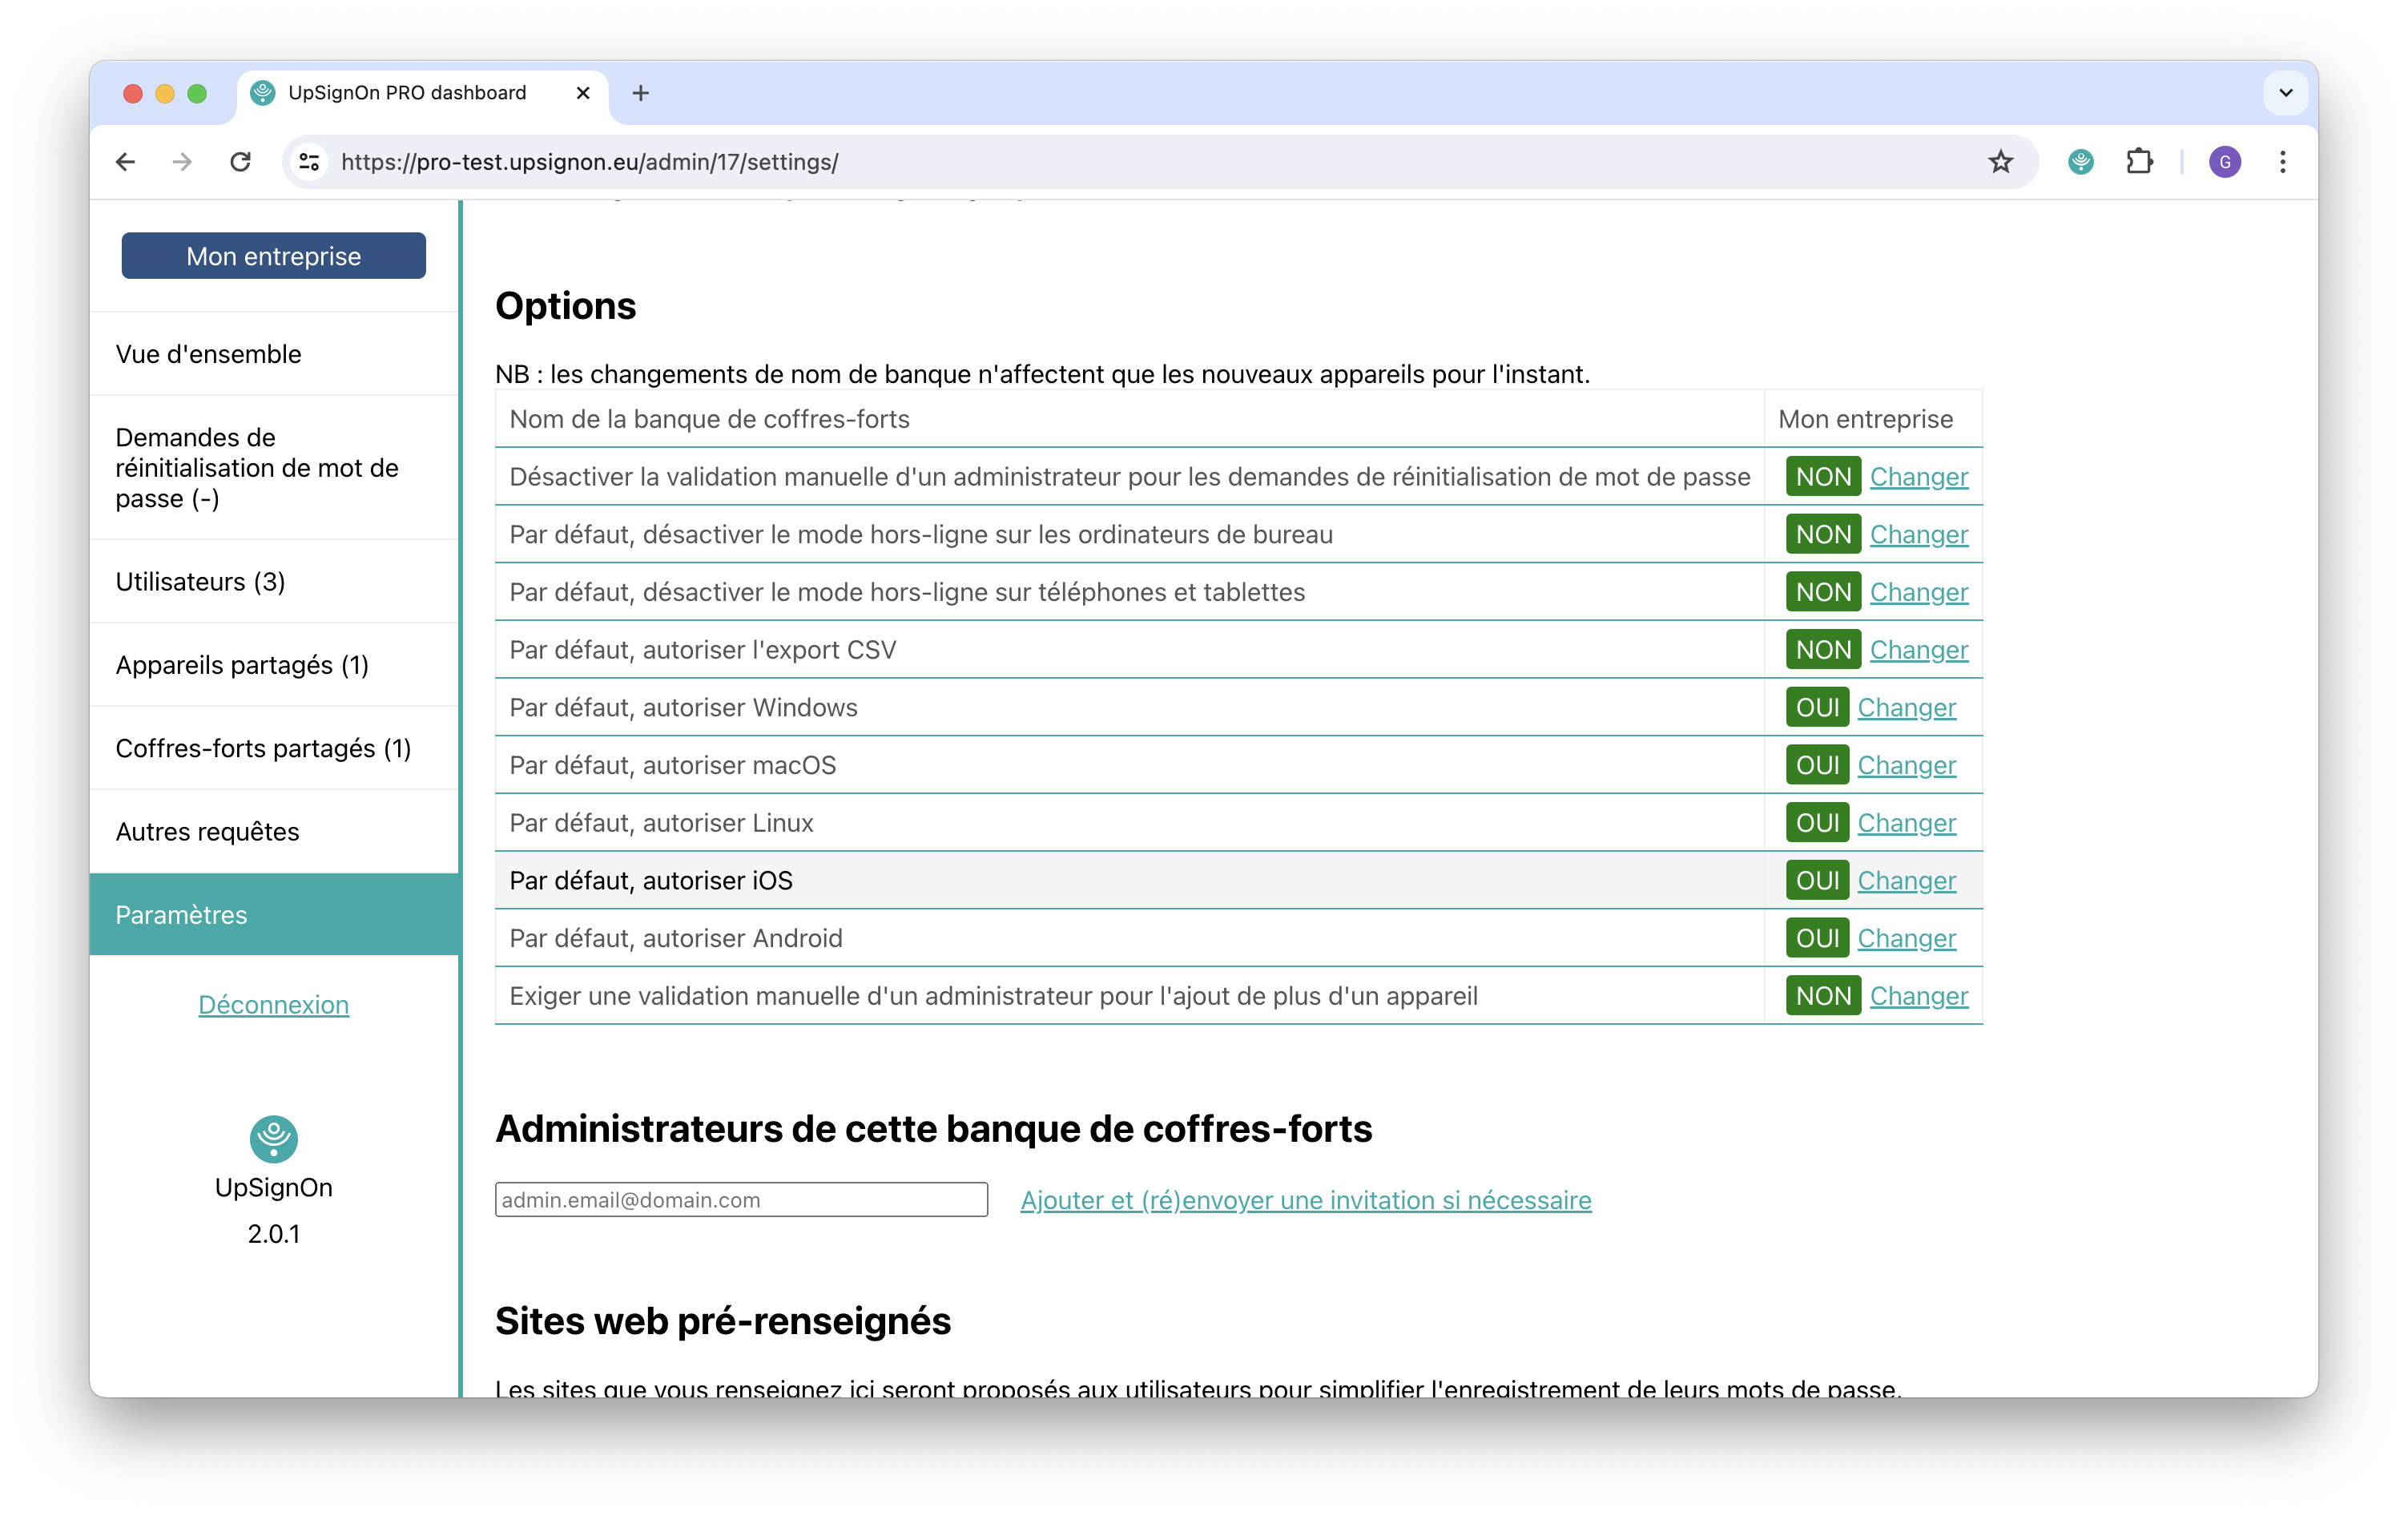 UpSignOn PRO dashboard
https://pro-test.upsignon.eu/admin/17/settings/
G
Mon entreprise
Vue d'ensemble
Demandes de
réinitialisation de mot de
passe (-)
Utilisateurs (3)
Appareils partagés (1)
Coffres-forts partagés (1)
Autres requêtes
Paramètres
Déconnexion
UpSignOn
2.0.1
Options
NB : les changements de nom de banque n'affectent que les nouveaux appareils pour l'instant.
Nom de la banque de coffres-forts Mon entreprise
Désactiver la validation manuelle d'un administrateur pour les demandes de réinitialisation de mot de passe NON Changer
Par défaut, désactiver le mode hors-ligne sur les ordinateurs de bureau NON Changer
Par défaut, désactiver le mode hors-ligne sur téléphones et tablettes NON Changer
Par défaut, autoriser l'export CSV NON Changer
Par défaut, autoriser Windows OUI Changer
Par défaut, autoriser macOS OUI Changer
Par défaut, autoriser Linux OUI Changer
Par défaut, autoriser iOS OUI Changer
Par défaut, autoriser Android OUI Changer
Exiger une validation manuelle d'un administrateur pour l'ajout de plus d'un appareil NON Changer
Administrateurs de cette banque de coffres-forts
admin.email@domain.com Ajouter et (ré)envoyer une invitation si nécessaire
Sites web pré-renseignés
Les sites que vous renseignez ici seront proposés aux utilisateurs pour simplifier l'enregistrement de leurs mots de passe.